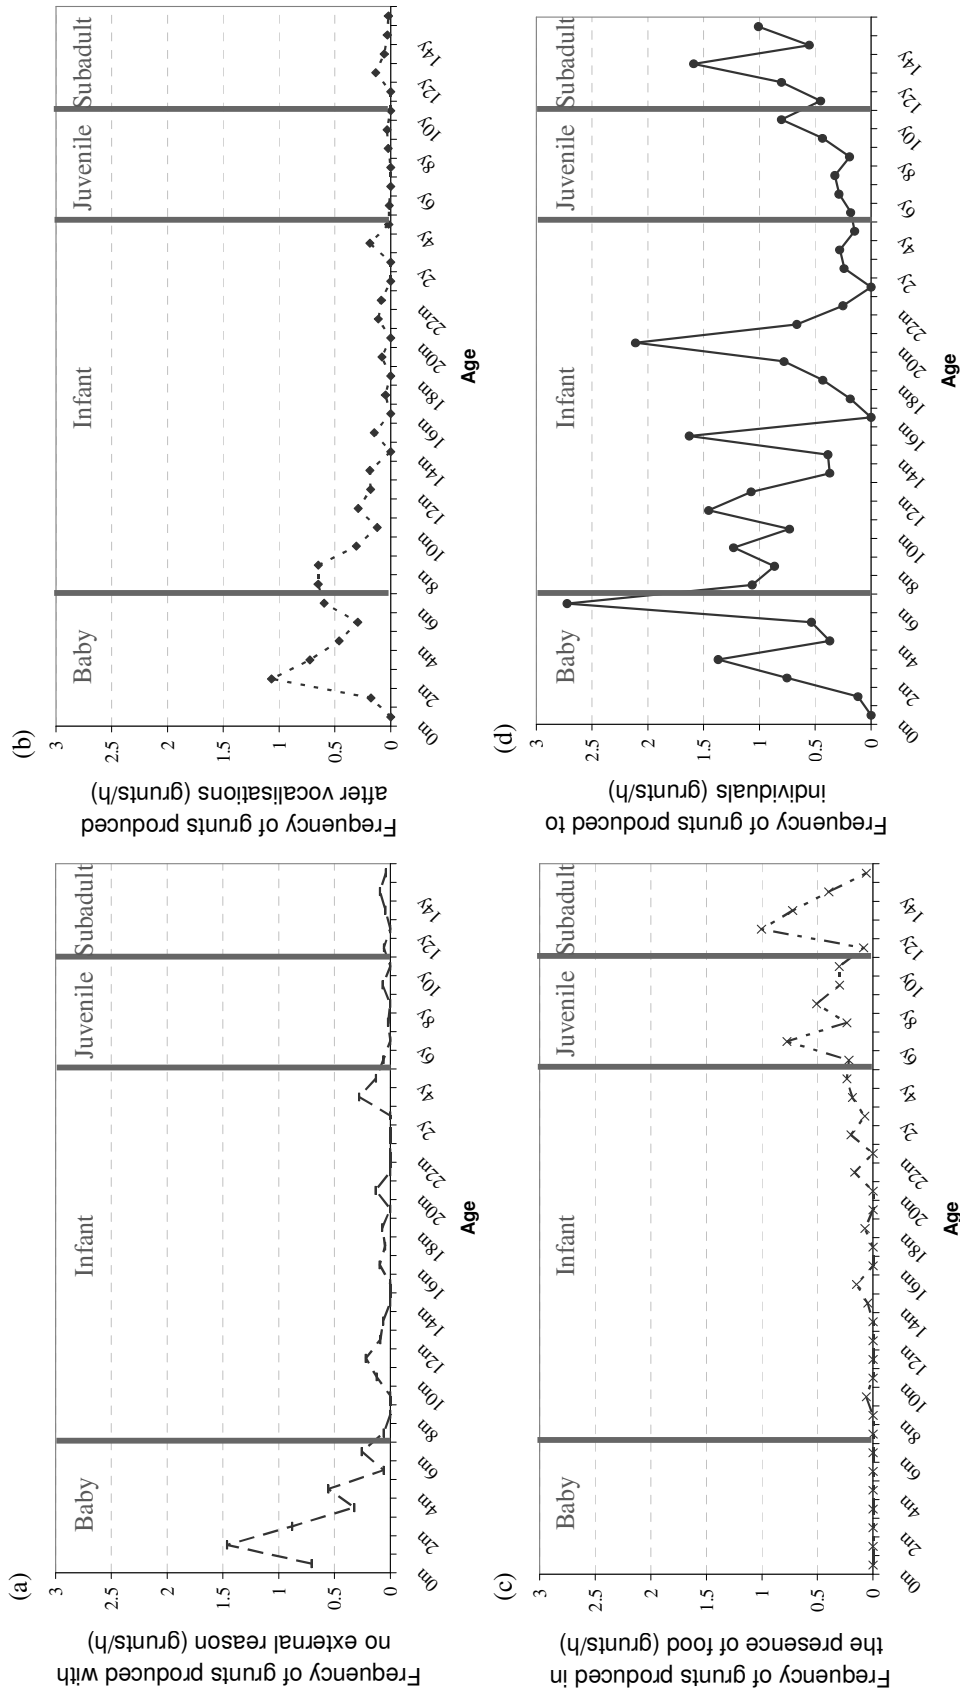 (a)
Frequency of grunts produced with
no external reason (grunts/h)
3
2.5
2
1.5
1
0.5
0
Baby
Infant
Juvenile
Subadult
0m 2m 4m 6m 8m 10m 12m 14m 16m 18m 20m 22m 2y 4y 6y 8y 10y 12y 14y
Age
(b)
Frequency of grunts produced
after vocalisations (grunts/h)
3
2.5
2
1.5
1
0.5
0
Baby
Infant
Juvenile
Subadult
0m 2m 4m 6m 8m 10m 12m 14m 16m 18m 20m 22m 2y 4y 6y 8y 10y 12y 14y
Age
(c)
Frequency of grunts produced in
the presence of food (grunts/h)
3
2.5
2
1.5
1
0.5
0
Baby
Infant
Juvenile
Subadult
0m 2m 4m 6m 8m 10m 12m 14m 16m 18m 20m 22m 2y 4y 6y 8y 10y 12y 14y
Age
(d)
Frequency of grunts produced to
individuals (grunts/h)
3
2.5
2
1.5
1
0.5
0
Baby
Infant
Juvenile
Subadult
0m 2m 4m 6m 8m 10m 12m 14m 16m 18m 20m 22m 2y 4y 6y 8y 10y 12y 14y
Age